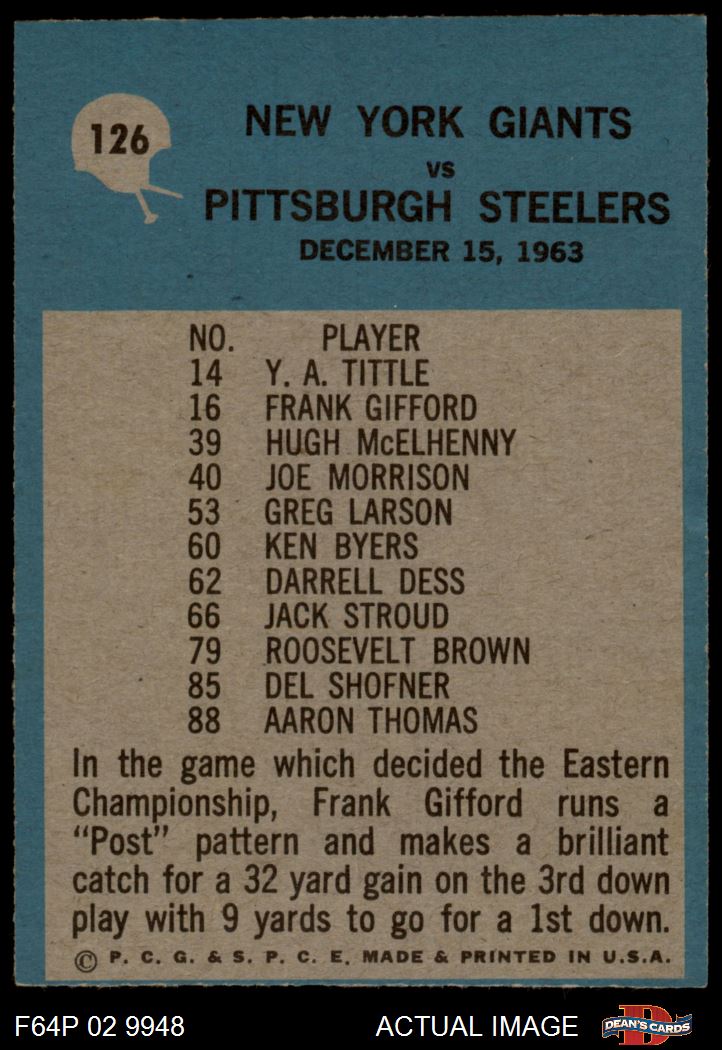 126
NEW YORK GIANTS
VS
PITTSBURGH STEELERS
DECEMBER 15, 1963
NO. PLAYER
14 Y. A. TITTLE
16 FRANK GIFFORD
39 HUGH McELHENNY
40 JOE MORRISON
53 GREG LARSON
60 KEN BYERS
62 DARRELL DESS
66 JACK STROUD
79 ROOSEVELT BROWN
85 DEL SHOFNER
88 AARON THOMAS
In the game which decided the Eastern
Championship, Frank Gifford runs a
"Post" pattern and makes a brilliant
catch for a 32 yard gain on the 3rd down
play with 9 yards to go for a 1st down.
© P. C. G. & S. P. C. E. MADE & PRINTED IN U.S.A.
F64P 02 9948 ACTUAL IMAGE D DEAN'S CARDS